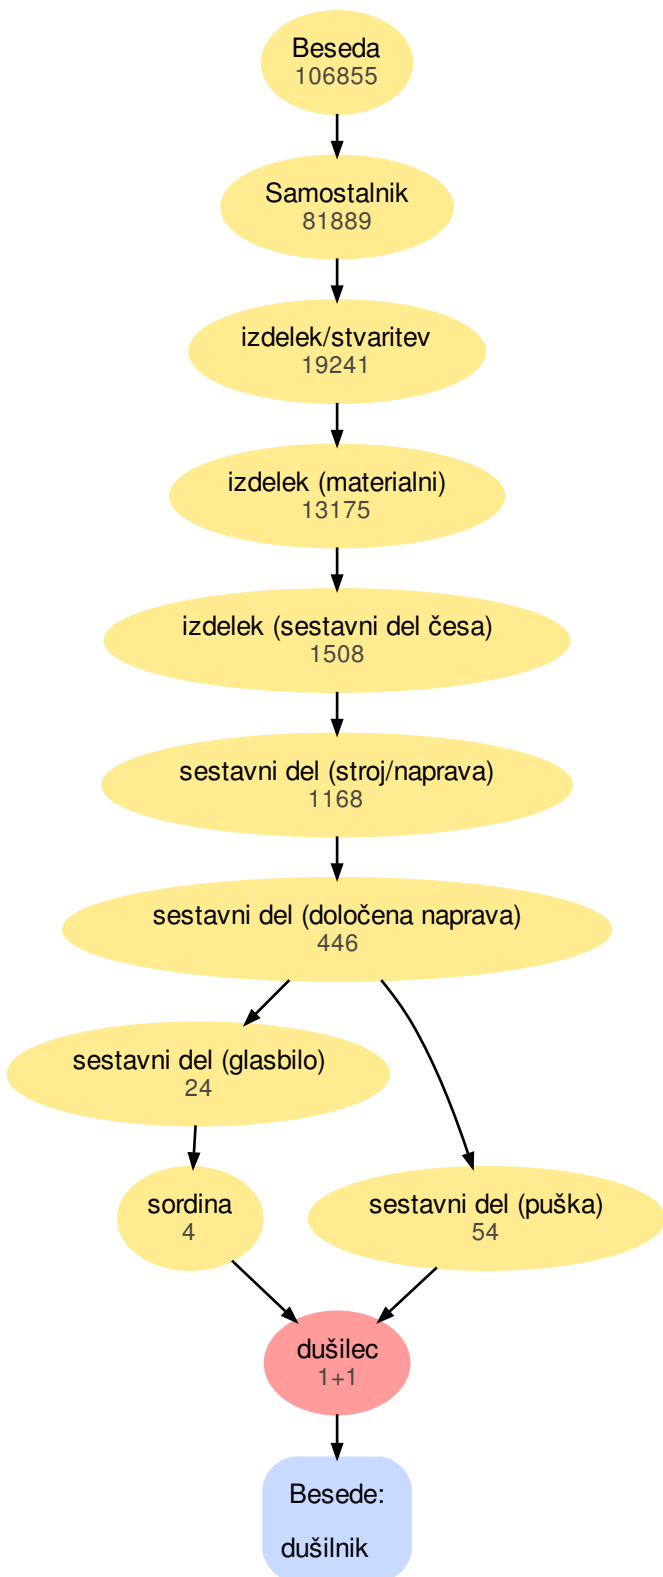 Beseda
106855
Samostalnik
81889
izdelek/stvaritev
19241
izdelek (materialni)
13175
izdelek (sestavni del česa)
1508
sestavni del (stroj/naprava)
1168
sestavni del (določena naprava)
446
sestavni del (glasbilo)
24
sordina
4
sestavni del (puška)
54
dušilec
1+1
Besede:
dušilnik